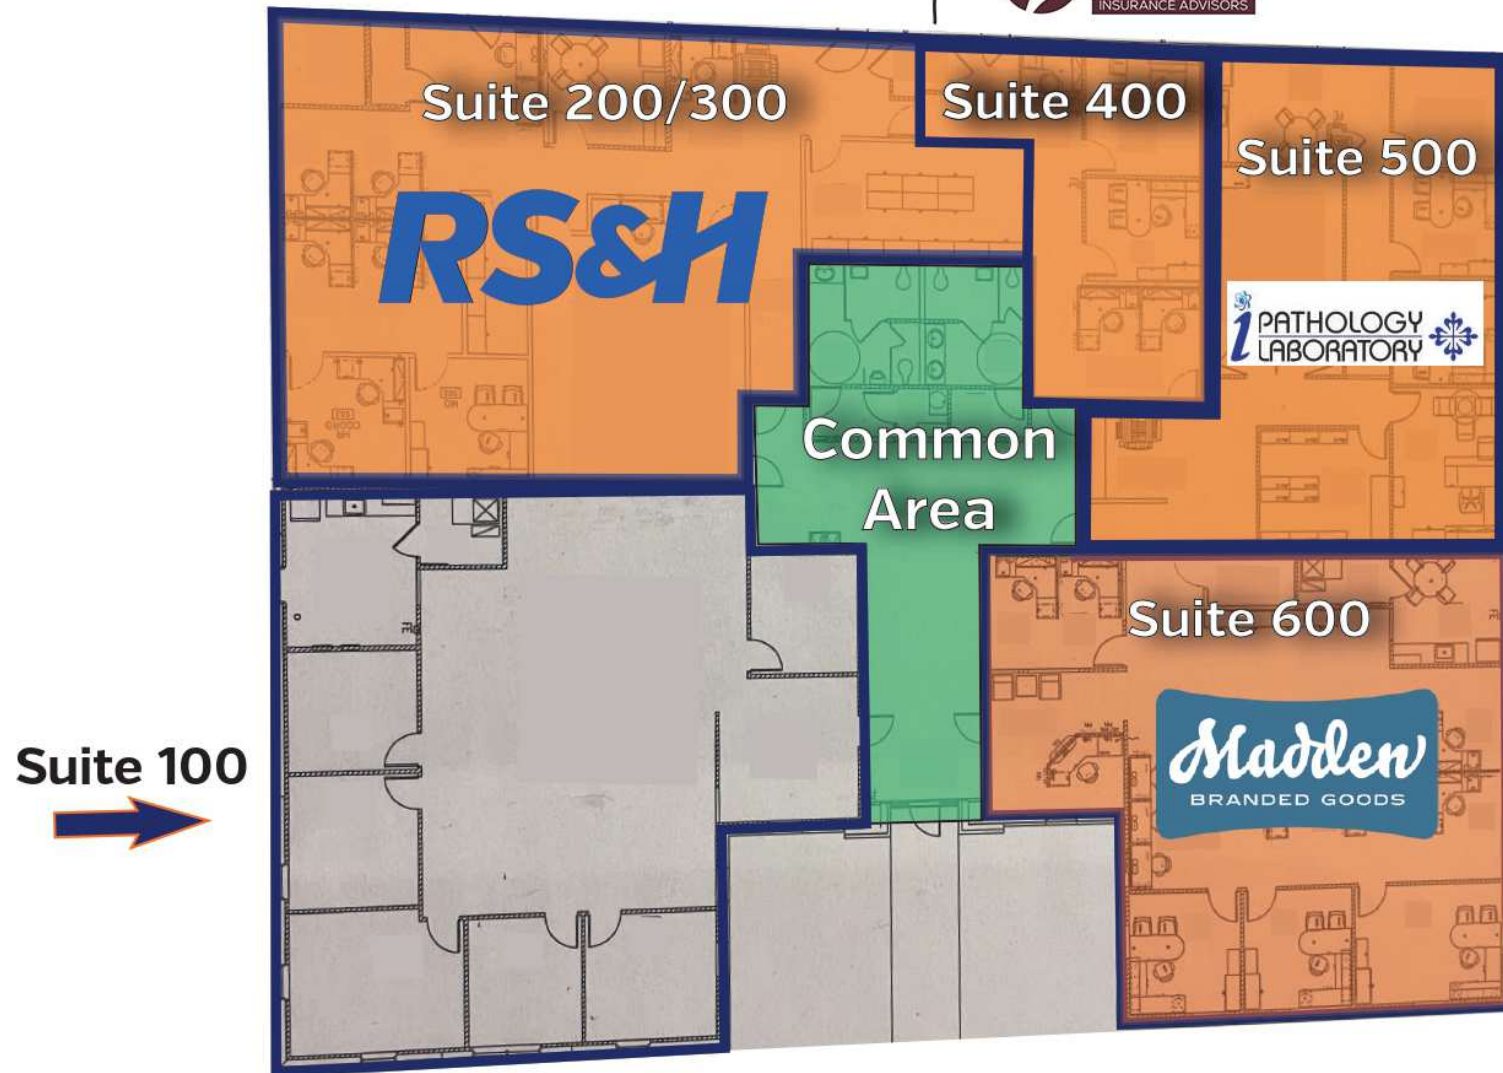 INSURANCE ADVISORS
Suite 200/300
Suite 400
Suite 500
RS&H
i PATHOLOGY
LABORATORY
Common
Area
Suite 600
Suite 100
Madden
BRANDED GOODS